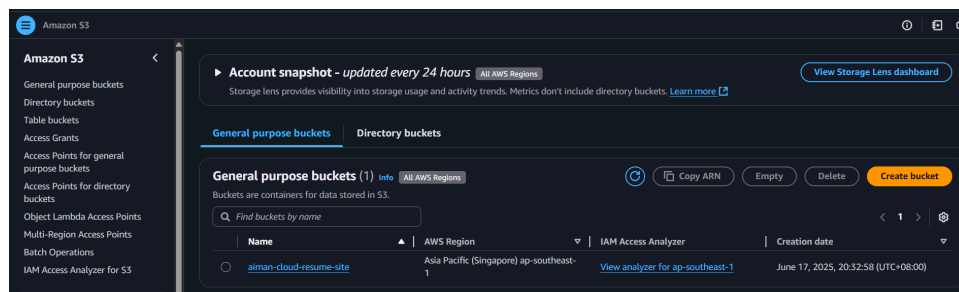 Amazon S3
Amazon S3
General purpose buckets
Directory buckets
Table buckets
Access Grants
Access Points for general
purpose buckets
Access Points for directory
buckets
Object Lambda Access Points
Multi-Region Access Points
Batch Operations
IAM Access Analyzer for S3
Account snapshot - updated every 24 hours All AWS Regions
View Storage Lens dashboard
Storage lens provides visibility into storage usage and activity trends. Metrics don't include directory buckets. Learn more
General purpose buckets Directory buckets
General purpose buckets (1) Info All AWS Regions
Copy ARN Empty Delete Create bucket
Buckets are containers for data stored in S3.
Find buckets by name
1
Name AWS Region IAM Access Analyzer Creation date
aiman-cloud-resume-site Asia Pacific (Singapore) ap-southeast-
1 View analyzer for ap-southeast-1 June 17, 2025, 20:32:58 (UTC+08:00)